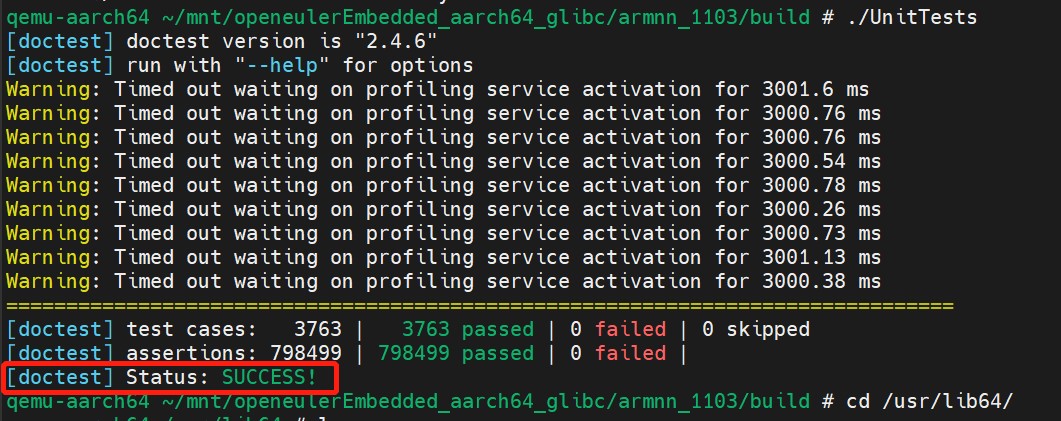 qemu-aarch64 ~/mnt/openeulerEmbedded_aarch64_glibc/armnn_1103/build # ./UnitTests
[doctest] doctest version is "2.4.6"
[doctest] run with "--help" for options
Warning: Timed out waiting on profiling service activation for 3001.6 ms
Warning: Timed out waiting on profiling service activation for 3000.76 ms
Warning: Timed out waiting on profiling service activation for 3000.76 ms
Warning: Timed out waiting on profiling service activation for 3000.54 ms
Warning: Timed out waiting on profiling service activation for 3000.78 ms
Warning: Timed out waiting on profiling service activation for 3000.26 ms
Warning: Timed out waiting on profiling service activation for 3000.73 ms
Warning: Timed out waiting on profiling service activation for 3001.13 ms
Warning: Timed out waiting on profiling service activation for 3000.38 ms
===============================================================================
[doctest] test cases:   3763 |   3763 passed | 0 failed | 0 skipped
[doctest] assertions: 798499 | 798499 passed | 0 failed |
[doctest] Status: SUCCESS!
qemu-aarch64 ~/mnt/openeulerEmbedded_aarch64_glibc/armnn_1103/build # cd /usr/lib64/